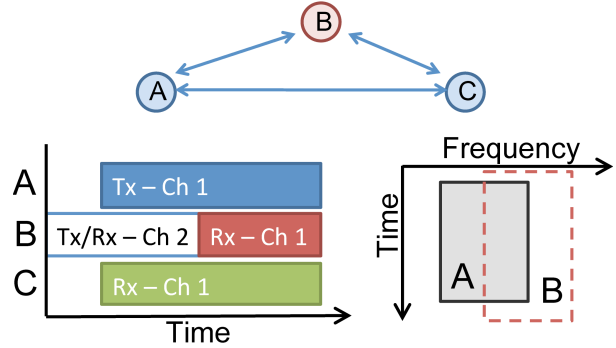 B
A
C
A
Tx – Ch 1
B
Tx/Rx – Ch 2
Rx – Ch 1
C
Rx – Ch 1
Time
Frequency
Time
A
B